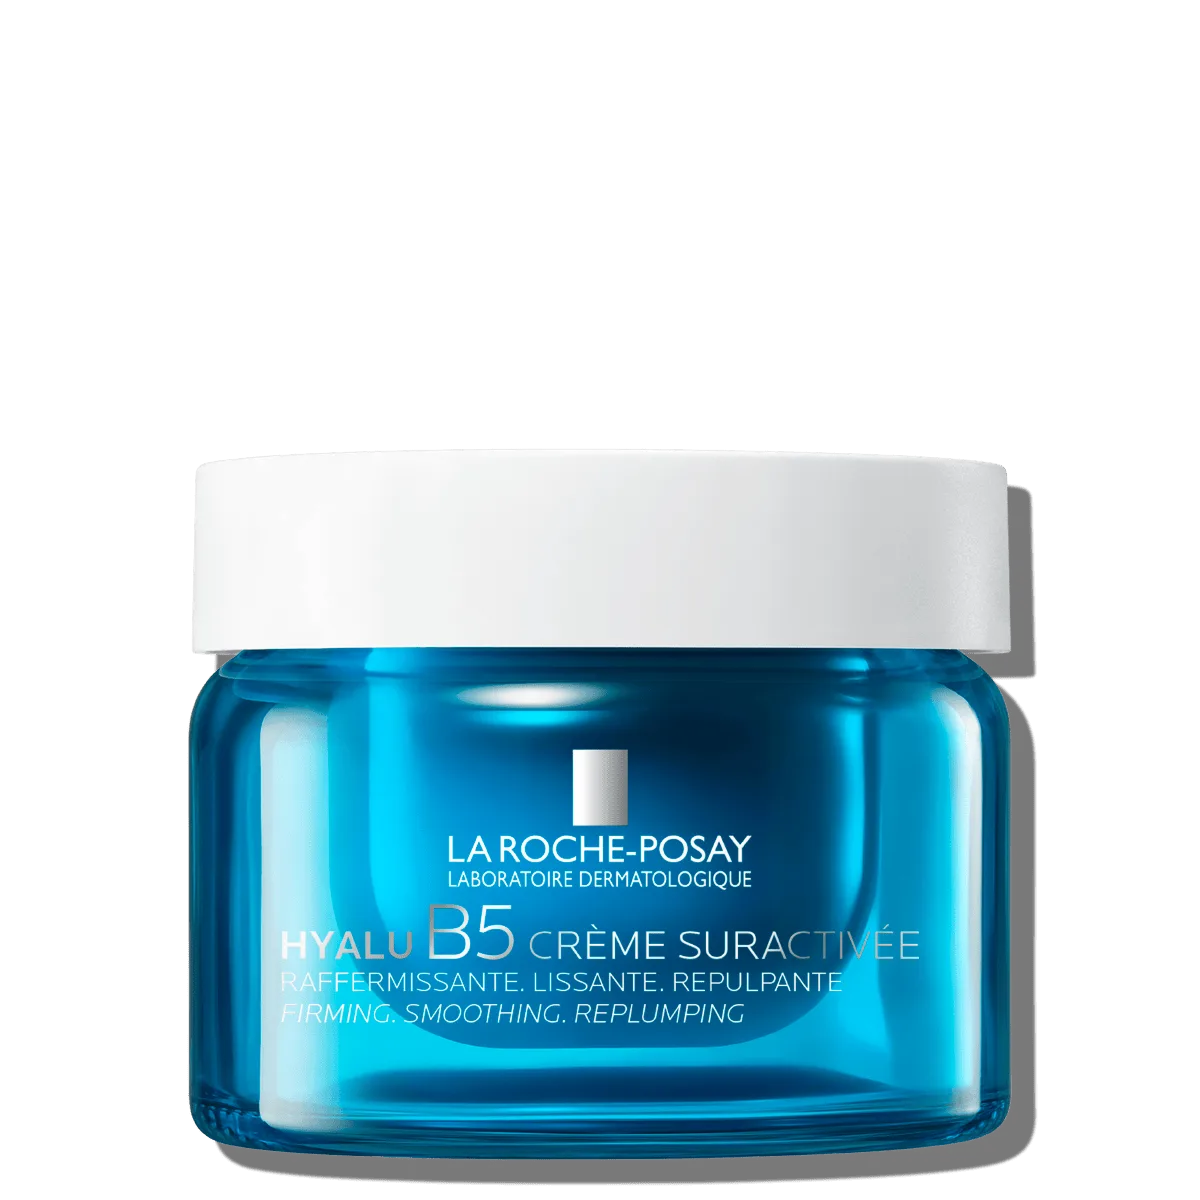 LA ROCHE-POSAY
LABORATOIRE DERMATOLOGIQUE
HYALU B5 CRÈME SURACTIVÉE
RAFFERMISSANTE. LISSANTE. REPULPANTE
FIRMING. SMOOTHING. REPLUMPING